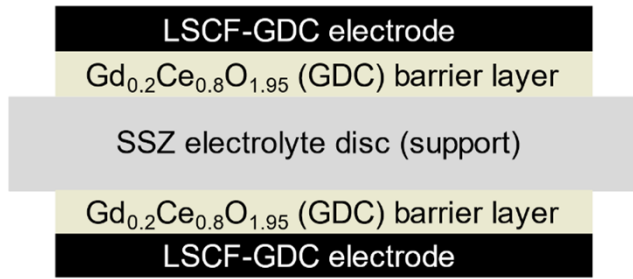 LSCF-GDC electrode
Gd₀.₂Ce₀.₈O₁.₉₅ (GDC) barrier layer
SSZ electrolyte disc (support)
Gd₀.₂Ce₀.₈O₁.₉₅ (GDC) barrier layer
LSCF-GDC electrode